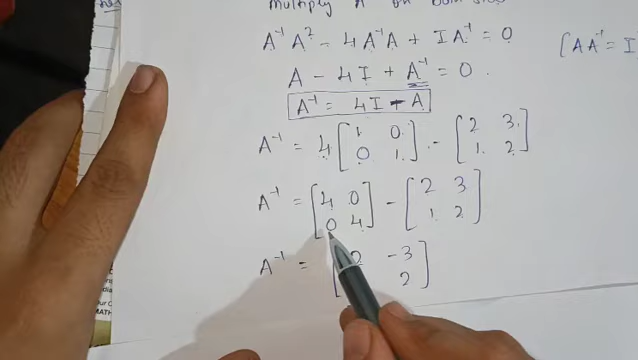 Multiply A⁻¹ on both side
A⁻¹A² - 4A⁻¹A + IA⁻¹ = 0
[AA⁻¹ = I
A - 4I + A⁻¹ = 0
A⁻¹ = 4I - A
A⁻¹ = 4 [1 0; 0 1] - [2 3; 1 2]
A⁻¹ = [4 0; 0 4] - [2 3; 1 2]
A⁻¹ = [2 -3; 2]
MATH